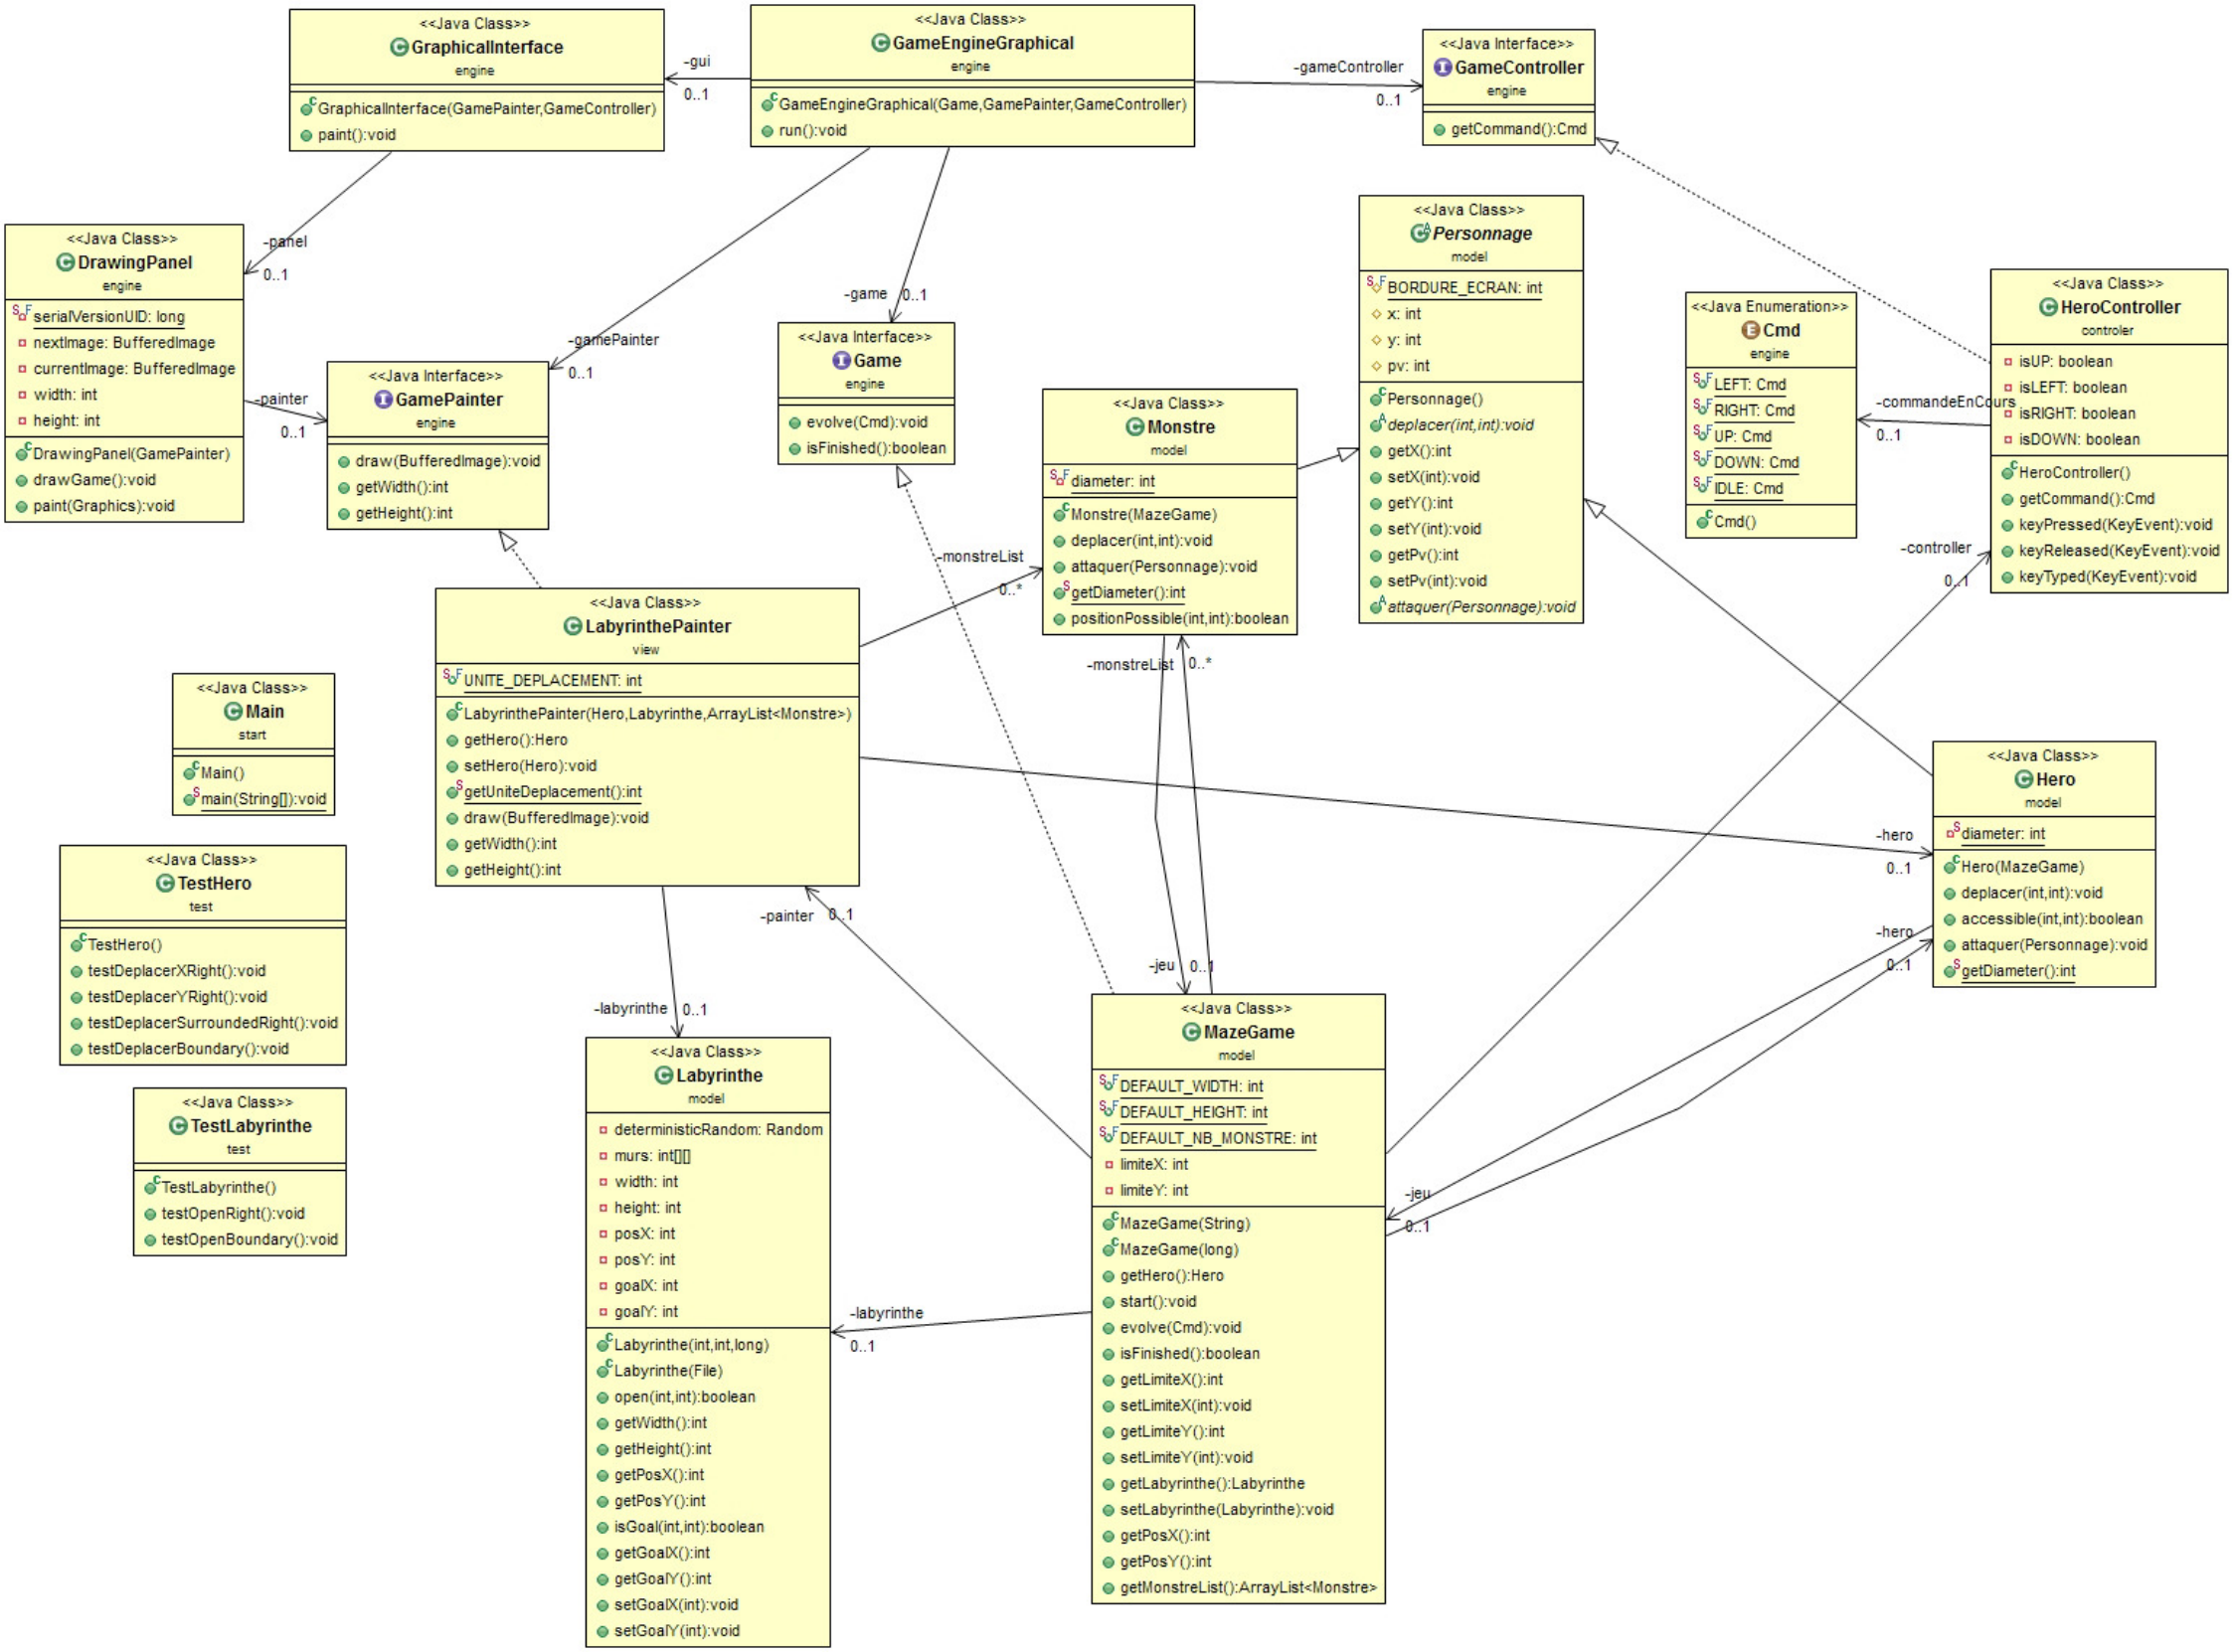 <<Java Class>>
GraphicalInterface
engine
GraphicalInterface(GamePainter,GameController)
paint():void
<<Java Class>>
GameEngineGraphical
engine
GameEngineGraphical(Game,GamePainter,GameController)
run():void
<<Java Interface>>
GameController
engine
getCommand():Cmd
-gui
0..1
-gameController
0..1
<<Java Class>>
DrawingPanel
engine
serialVersionUID: long
nextImage: BufferedImage
currentImage: BufferedImage
width: int
height: int
DrawingPanel(GamePainter)
drawGame():void
paint(Graphics):void
-panel
0..1
-painter
0..1
<<Java Interface>>
GamePainter
engine
draw(BufferedImage):void
getWidth():int
getHeight():int
-gamePainter
0..1
-game
0..1
<<Java Interface>>
Game
engine
evolve(Cmd):void
isFinished():boolean
<<Java Class>>
Monstre
model
diameter: int
Monstre(MazeGame)
deplacer(int,int):void
attaquer(Personnage):void
getDiameter():int
positionPossible(int,int):boolean
<<Java Class>>
Personnage
model
BORDURE_ECRAN: int
x: int
y: int
pv: int
Personnage()
deplacer(int,int):void
getX():int
setX(int):void
getY():int
setY(int):void
getPv():int
setPv(int):void
attaquer(Personnage):void
<<Java Enumeration>>
Cmd
engine
LEFT: Cmd
RIGHT: Cmd
UP: Cmd
DOWN: Cmd
IDLE: Cmd
Cmd()
<<Java Class>>
HeroController
controler
isUP: boolean
isLEFT: boolean
isRIGHT: boolean
isDOWN: boolean
HeroController()
getCommand():Cmd
keyPressed(KeyEvent):void
keyReleased(KeyEvent):void
keyTyped(KeyEvent):void
-commandeEnCours
0..1
-controller
0..1
-monstreList
0..*
-monstreList
0..*
<<Java Class>>
LabyrinthePainter
view
UNITE_DEPLACEMENT: int
LabyrinthePainter(Hero,Labyrinthe,ArrayList<Monstre>)
getHero():Hero
setHero(Hero):void
getUniteDeplacement():int
draw(BufferedImage):void
getWidth():int
getHeight():int
<<Java Class>>
Main
start
Main()
main(String[]):void
<<Java Class>>
TestHero
test
TestHero()
testDeplacerXRight():void
testDeplacerYRight():void
testDeplacerSurroundedRight():void
testDeplacerBoundary():void
<<Java Class>>
TestLabyrinthe
test
TestLabyrinthe()
testOpenRight():void
testOpenBoundary():void
<<Java Class>>
Hero
model
diameter: int
Hero(MazeGame)
deplacer(int,int):void
accessible(int,int):boolean
attaquer(Personnage):void
getDiameter():int
-hero
0..1
-hero
0..1
-painter
0..1
-jeu
0..1
-labyrinthe
0..1
<<Java Class>>
Labyrinthe
model
deterministicRandom: Random
murs: int[][]
width: int
height: int
posX: int
posY: int
goalX: int
goalY: int
Labyrinthe(int,int,long)
Labyrinthe(File)
open(int,int):boolean
getWidth():int
getHeight():int
getPosX():int
getPosY():int
isGoal(int,int):boolean
getGoalX():int
getGoalY():int
setGoalX(int):void
setGoalY(int):void
-labyrinthe
0..1
<<Java Class>>
MazeGame
model
DEFAULT_WIDTH: int
DEFAULT_HEIGHT: int
DEFAULT_NB_MONSTRE: int
limiteX: int
limiteY: int
MazeGame(String)
MazeGame(long)
getHero():Hero
start():void
evolve(Cmd):void
isFinished():boolean
getLimiteX():int
setLimiteX(int):void
getLimiteY():int
setLimiteY(int):void
getLabyrinthe():Labyrinthe
setLabyrinthe(Labyrinthe):void
getPosX():int
getPosY():int
getMonstreList():ArrayList<Monstre>
-jeu
0..1